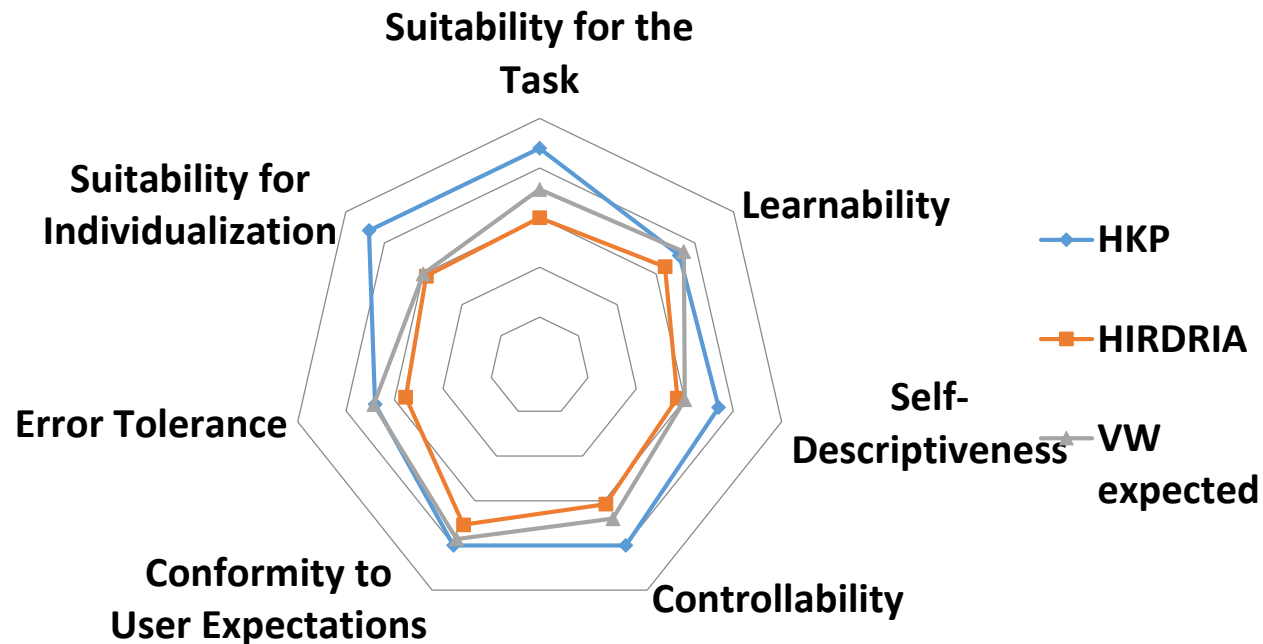 Suitability for the
Task
Learnability
Self-
Descriptiveness
Controllability
Conformity to
User Expectations
Error Tolerance
Suitability for
Individualization
HKP
HIRDRIA
VW
expected